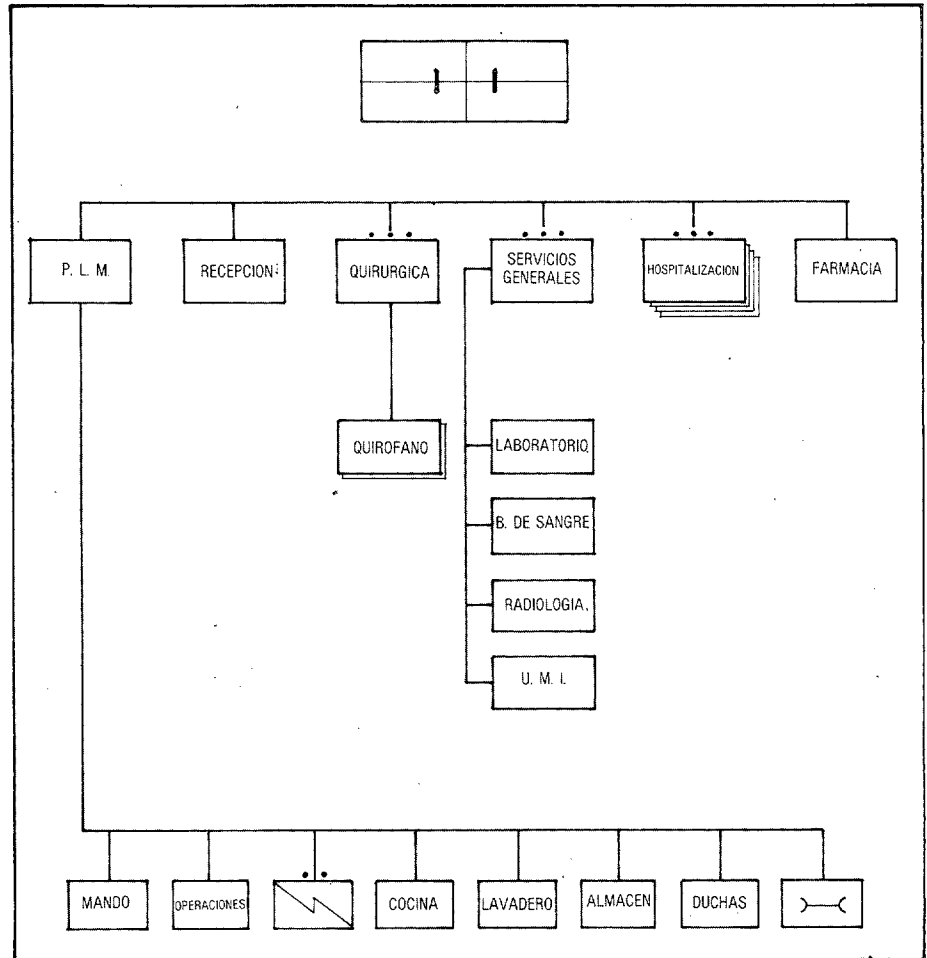 P. L. M.
RECEPCION
QUIRURGICA
SERVICIOS
GENERALES
HOSPITALIZACION
FARMACIA
QUIROFANO
LABORATORIO
B. DE SANGRE
RADIOLOGIA
U. M. I.
MANDO
OPERACIONES
COCINA
LAVADERO
ALMACEN
DUCHAS